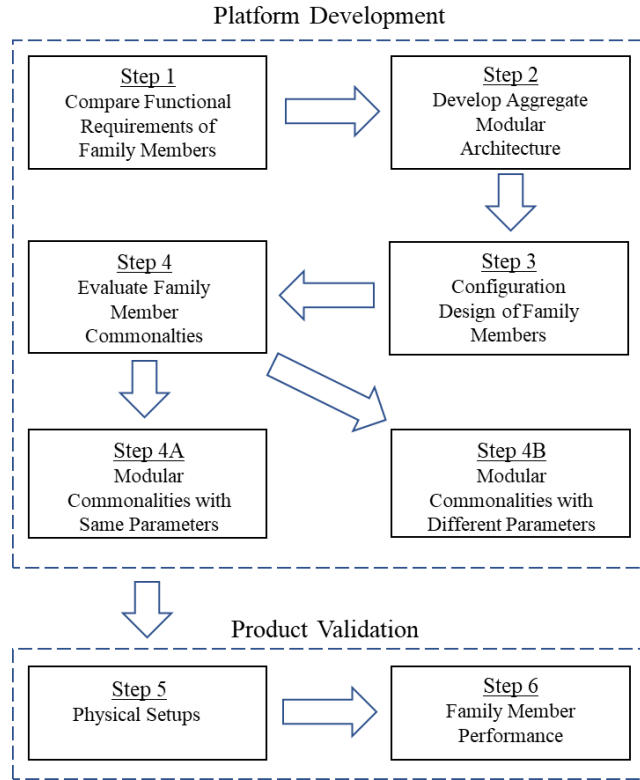 Platform Development
Step 1
Compare Functional
Requirements of
Family Members
Step 2
Develop Aggregate
Modular
Architecture
Step 3
Configuration
Design of Family
Members
Step 4
Evaluate Family
Member
Commonalties
Step 4A
Modular
Commonalities with
Same Parameters
Step 4B
Modular
Commonalities with
Different Parameters
Product Validation
Step 5
Physical Setups
Step 6
Family Member
Performance